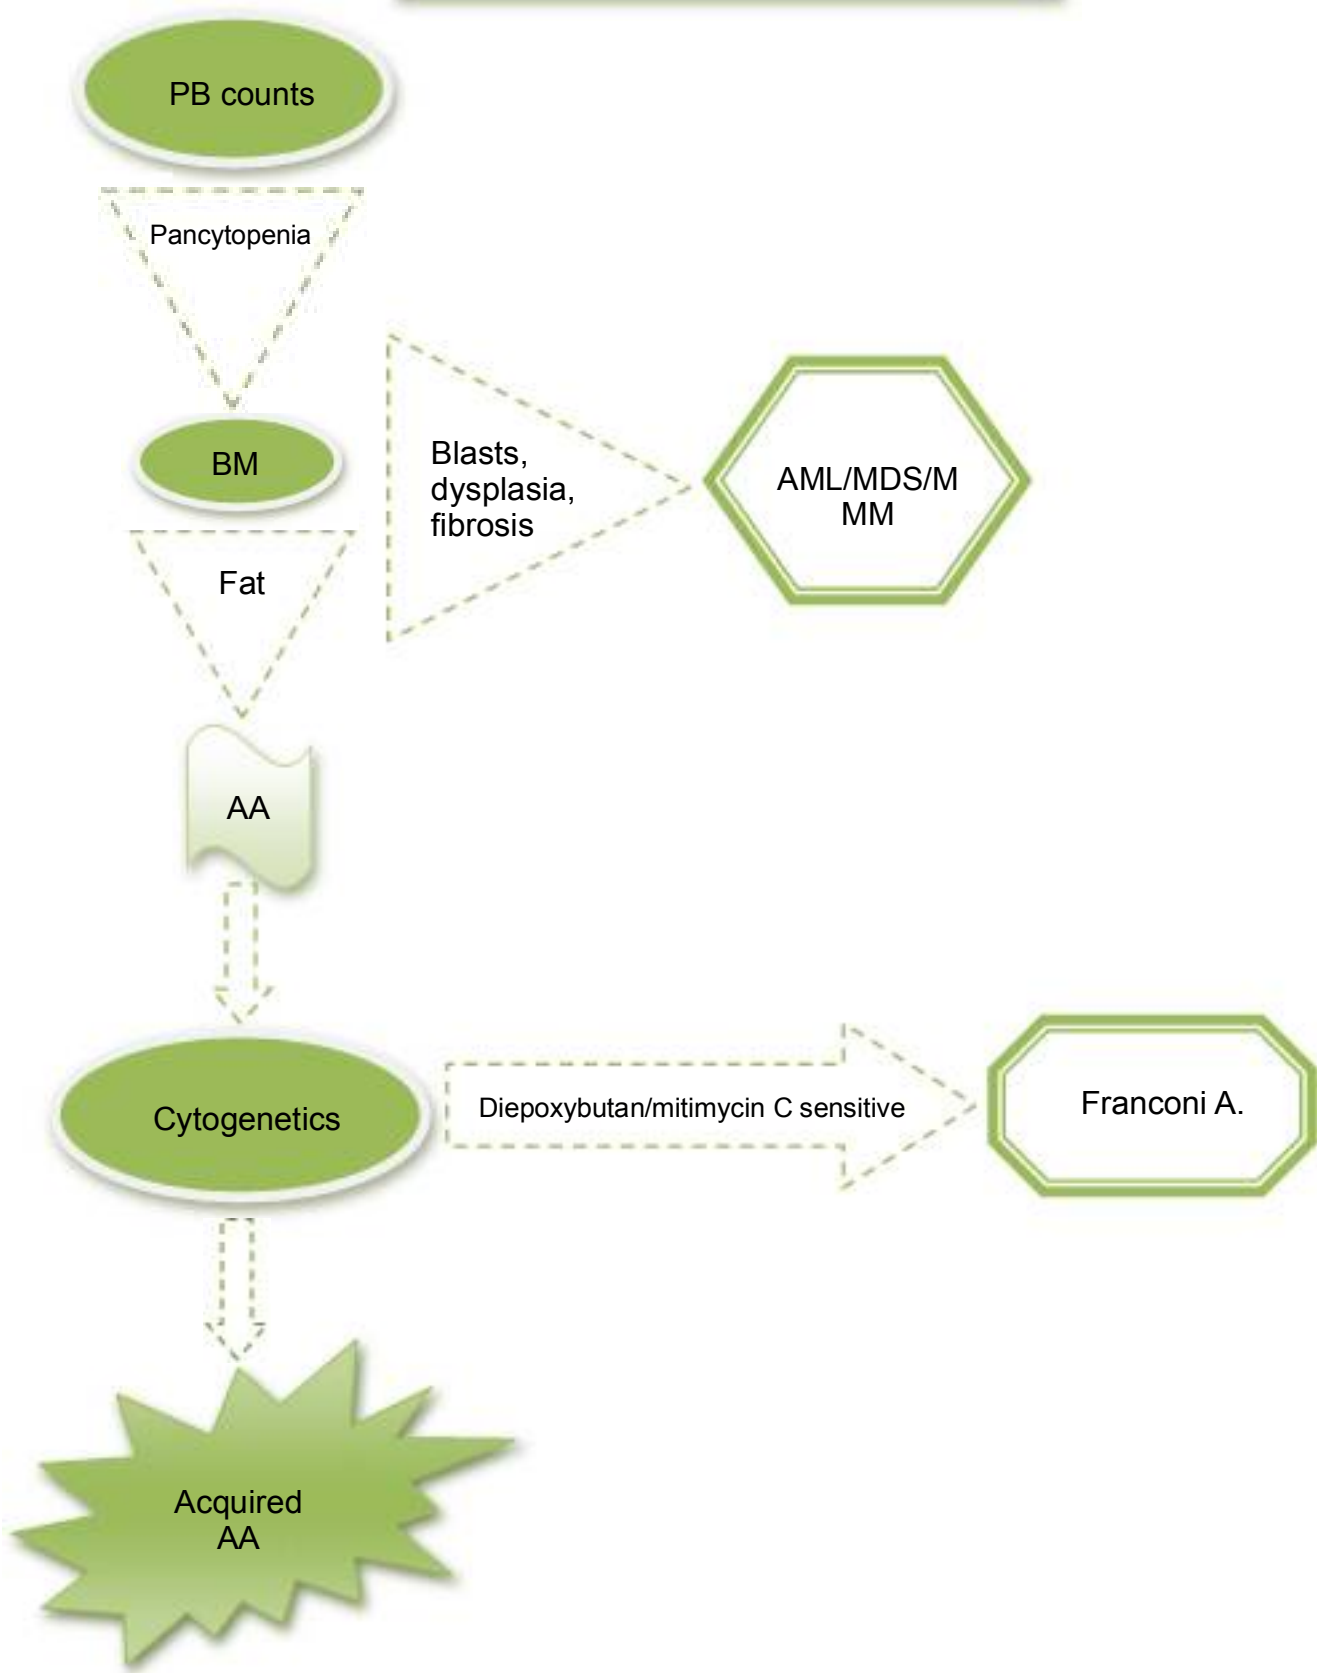 PB counts
Pancytopenia
BM
Blasts,
dysplasia,
fibrosis
AML/MDS/M
MM
Fat
AA
Cytogenetics
Diepoxybutan/mitimycin C sensitive
Franconi A.
Acquired
AA